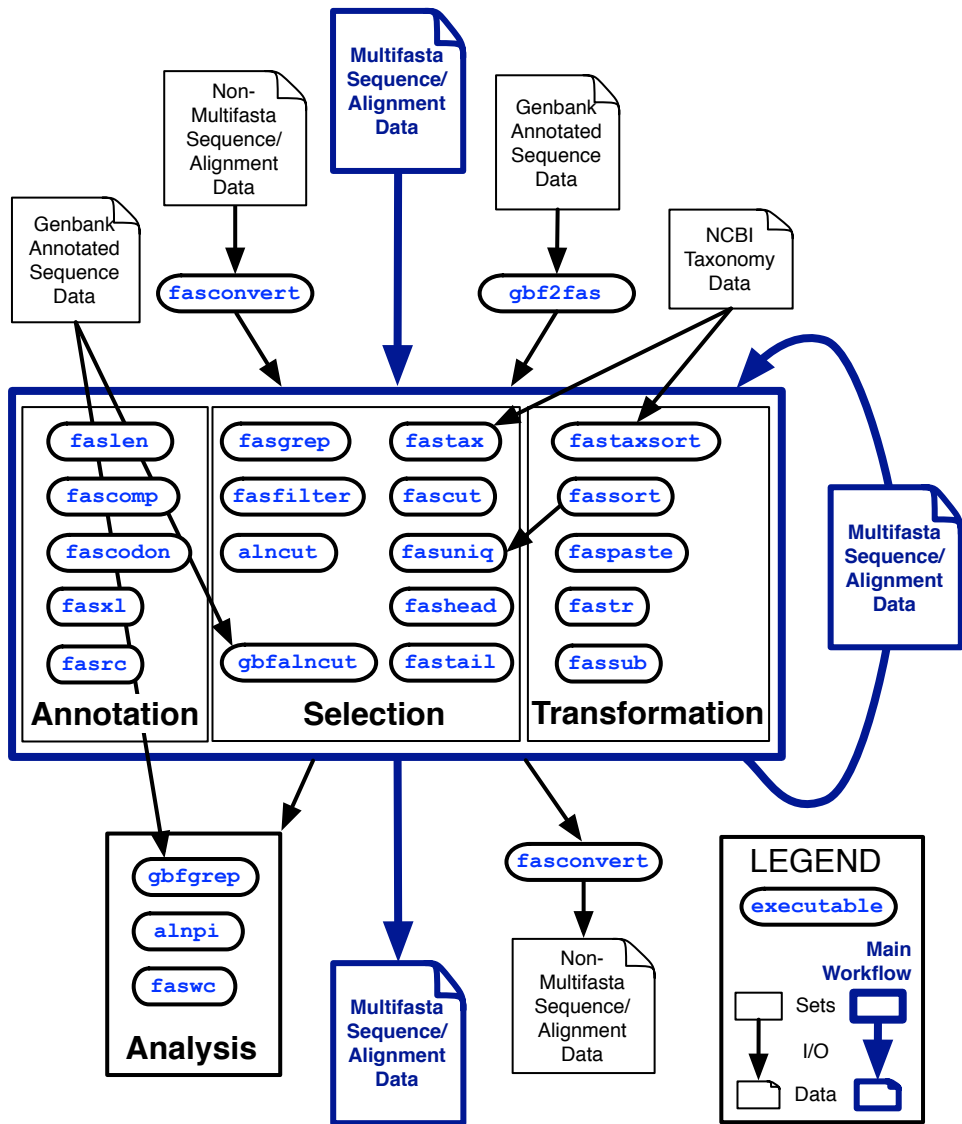 Multifasta
Sequence/
Alignment
Data
Non-
Multifasta
Sequence/
Alignment
Data
Genbank
Annotated
Sequence
Data
Genbank
Annotated
Sequence
Data
NCBI
Taxonomy
Data
fasconvert
gbf2fas
faslen
fascomp
fascodon
fasxl
fasrc
Annotation
fasgrep
fasfilter
alncut
gbfalncut
fastax
fascut
fasuniq
fashead
fastail
Selection
fastaxsort
fassort
faspaste
fastr
fassub
Transformation
Multifasta
Sequence/
Alignment
Data
gbfgrep
alnpi
faswc
Analysis
Multifasta
Sequence/
Alignment
Data
fasconvert
Non-
Multifasta
Sequence/
Alignment
Data
LEGEND
executable
Main
Workflow
Sets
I/O
Data